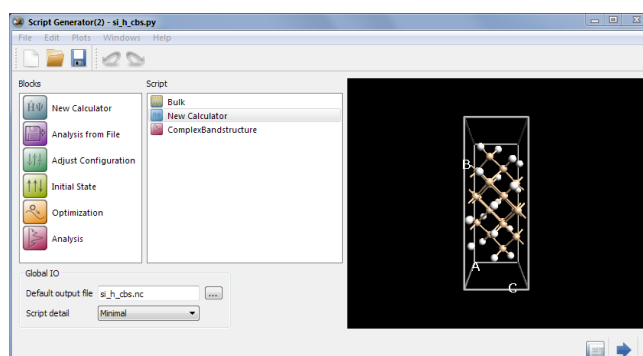 Script Generator(2) - si_h_cbs.py
File Edit Plots Windows Help
Blocks
Script
New Calculator
Analysis from File
Adjust Configuration
Initial State
Optimization
Analysis
Bulk
New Calculator
ComplexBandstructure
B
A
C
Global IO
Default output file si_h_cbs.nc ...
Script detail Minimal